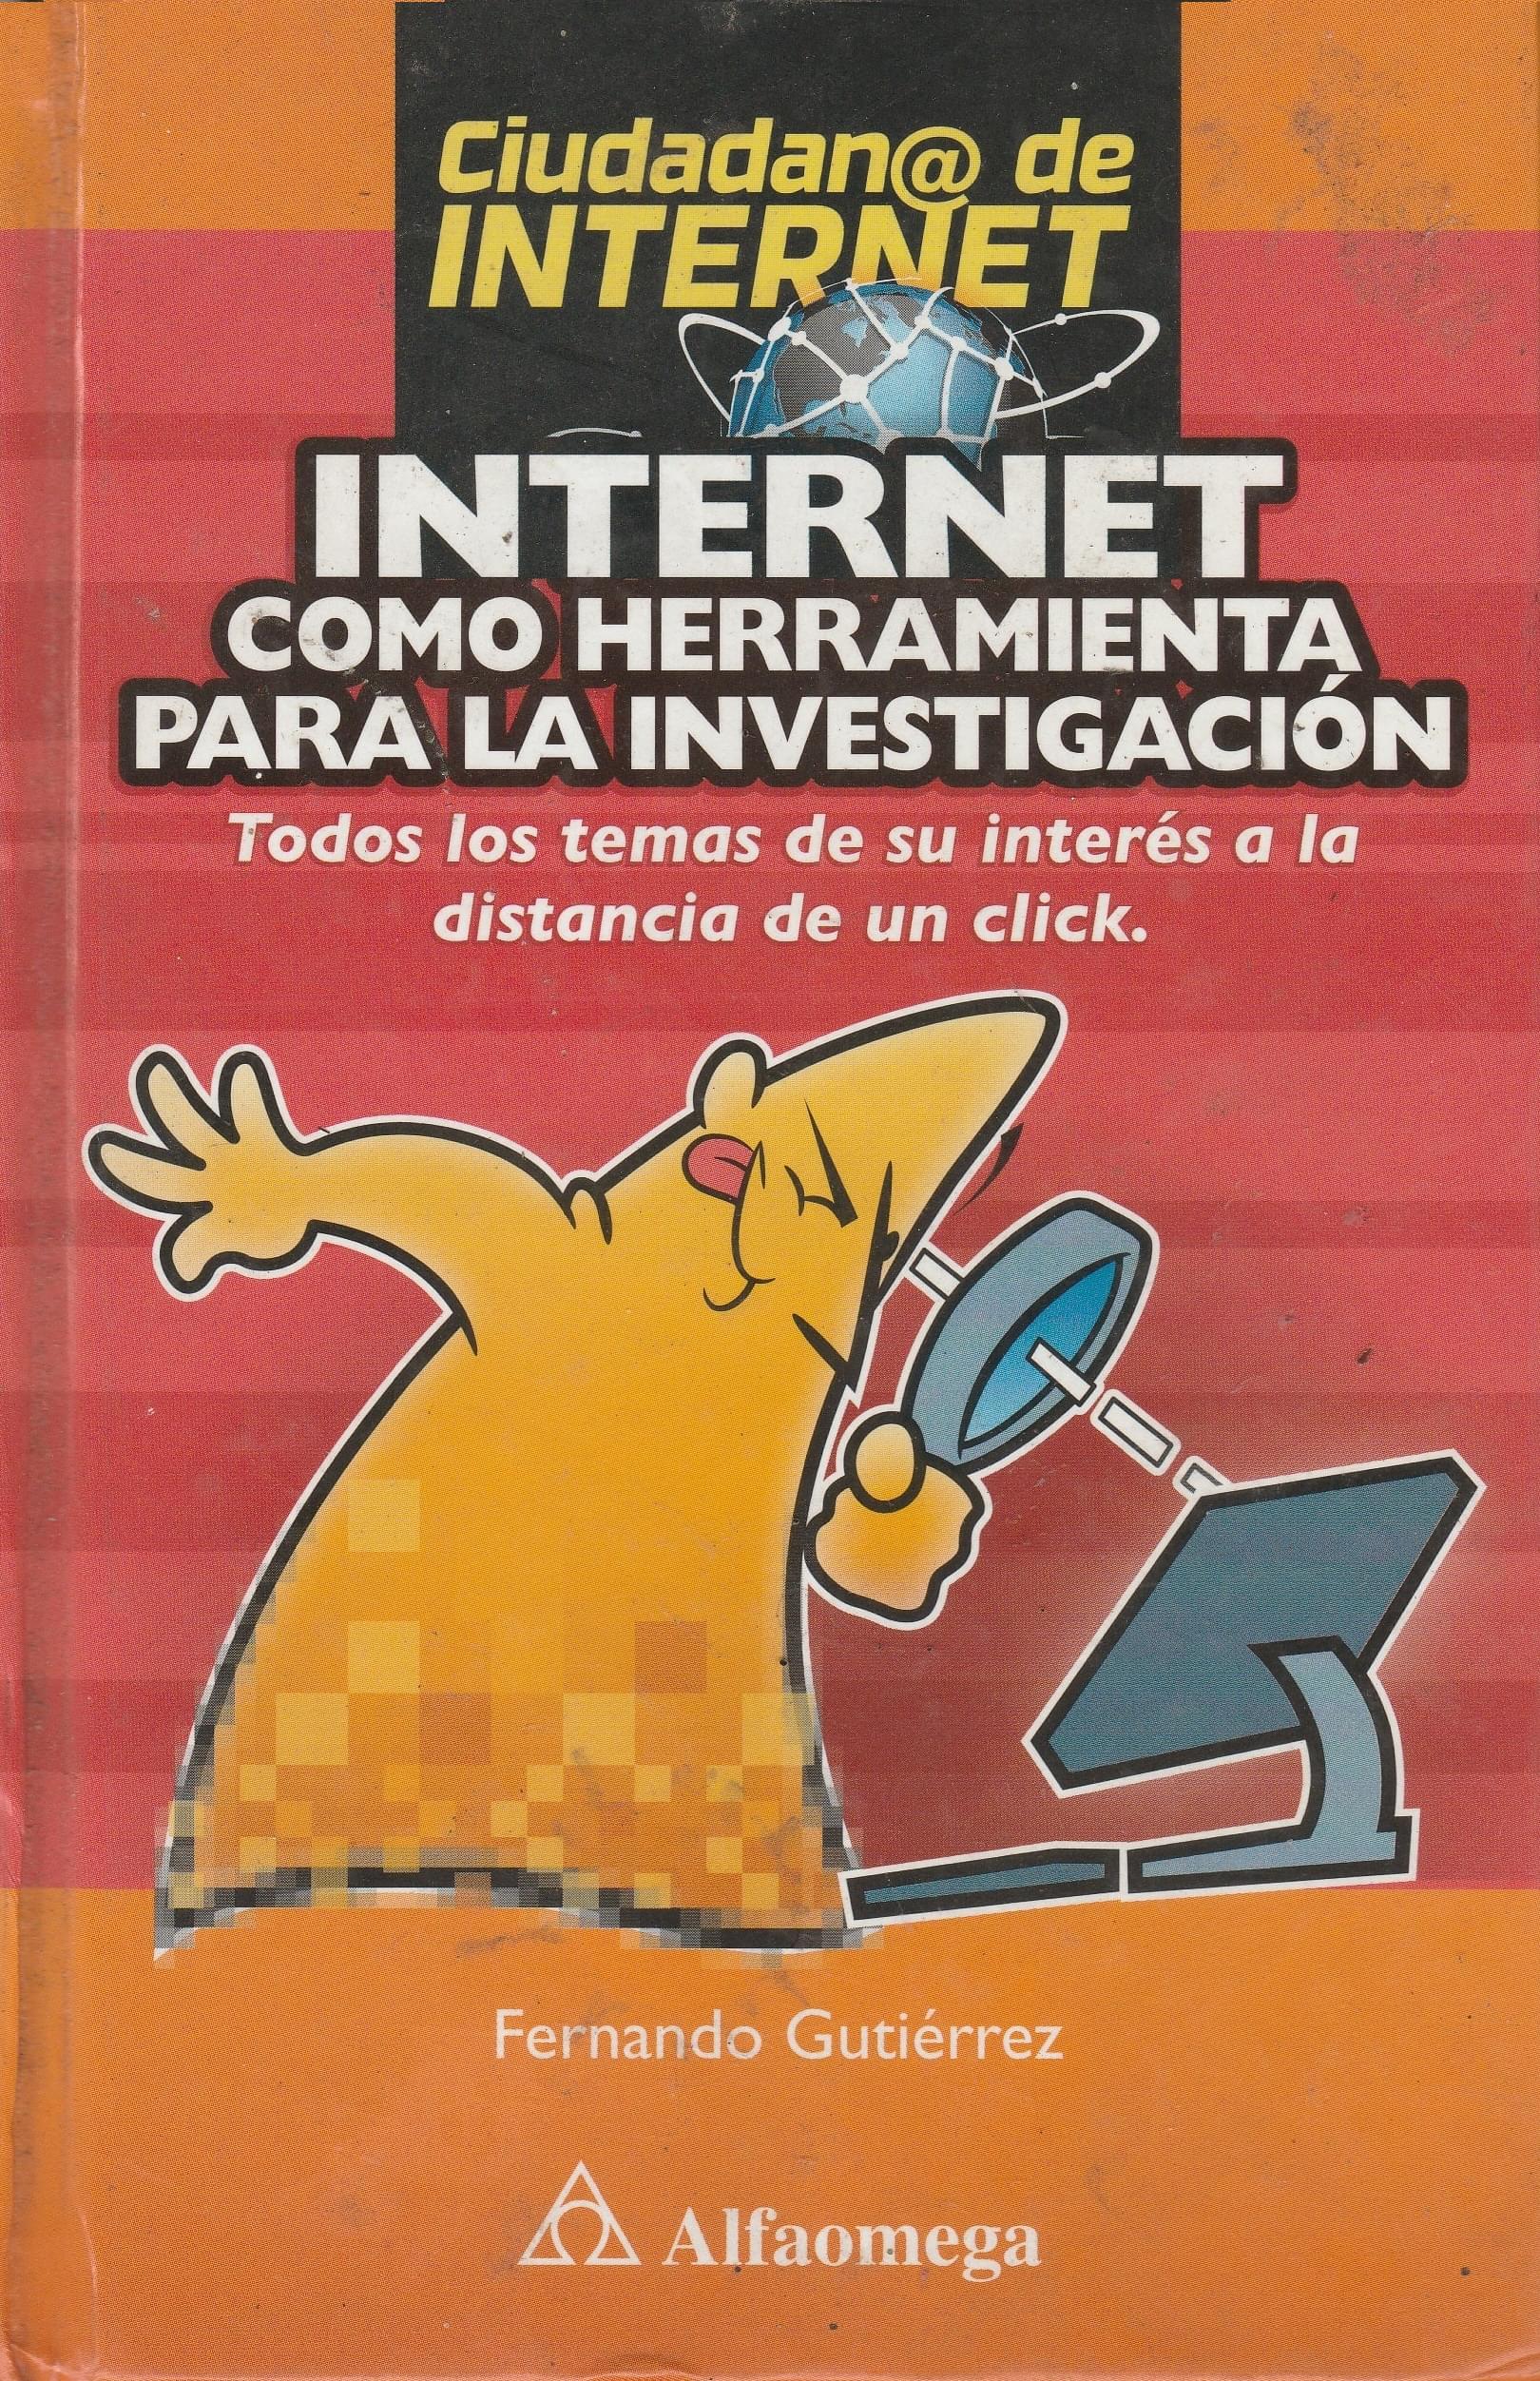 Ciudadan@ de
INTERNET
INTERNET
COMO HERRAMIENTA
PARA LA INVESTIGACIÓN
Todos los temas de su interés a la
distancia de un click.
Fernando Gutiérrez
Alfaomega